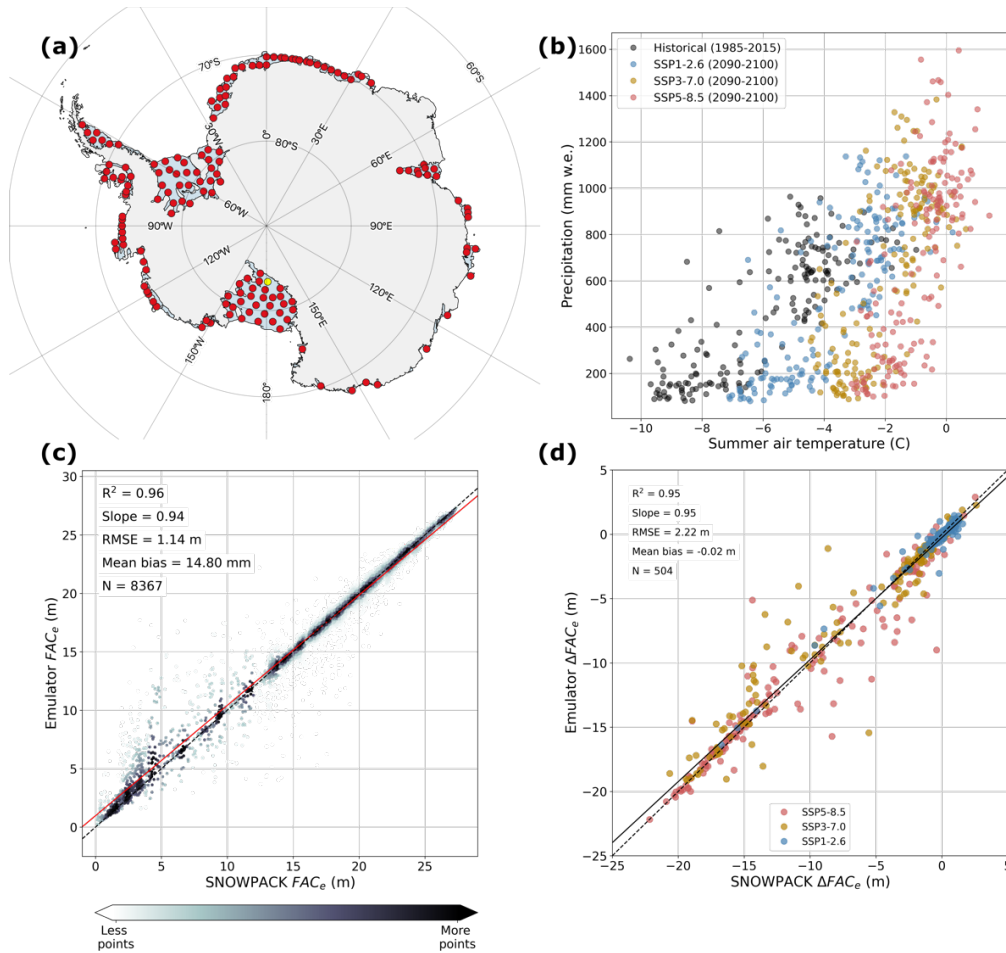 (a)
70°S
60°S
30°W
0°
80°S
30°E
60°E
60°W
90°W
90°E
120°W
120°E
150°W
150°E
180°
(b)
Historical (1985-2015)
SSP1-2.6 (2090-2100)
SSP3-7.0 (2090-2100)
SSP5-8.5 (2090-2100)
Precipitation (mm w.e.)
1600
1400
1200
1000
800
600
400
200
−10
−8
−6
−4
−2
0
Summer air temperature (C)
(c)
R² = 0.96
Slope = 0.94
RMSE = 1.14 m
Mean bias = 14.80 mm
N = 8367
Emulator FACₑ (m)
30
25
20
15
10
5
0
0
5
10
15
20
25
SNOWPACK FACₑ (m)
Less
points
More
points
(d)
R² = 0.95
Slope = 0.95
RMSE = 2.22 m
Mean bias = -0.02 m
N = 504
Emulator ΔFACₑ (m)
5
0
−5
−10
−15
−20
−25
SSP5-8.5
SSP3-7.0
SSP1-2.6
−25
−20
−15
−10
−5
0
5
SNOWPACK ΔFACₑ (m)